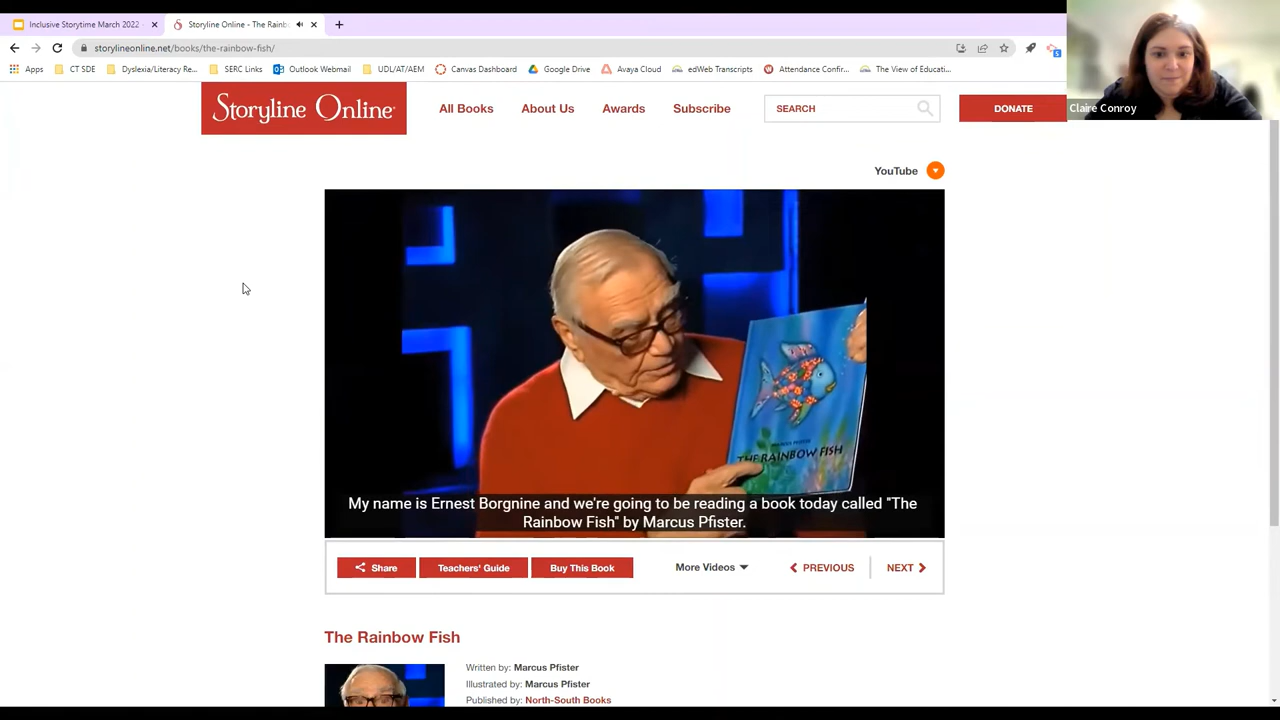 Inclusive Storytime March 2022
Storyline Online - The Rainb
storylineonline.net/books/the-rainbow-fish/
Apps CT SDE Dyslexia/Literacy Re... SERC Links Outlook Webmail UDL/AT/AEM Canvas Dashboard Google Drive Avaya Cloud edWeb Transcripts Attendance Confir... The View of Educati...
Claire Conroy
Storyline Online All Books About Us Awards Subscribe SEARCH DONATE
YouTube
MARCUS PFISTER
THE RAINBOW FISH
My name is Ernest Borgnine and we're going to be reading a book today called "The
Rainbow Fish" by Marcus Pfister.
Share Teachers' Guide Buy This Book More Videos PREVIOUS NEXT
The Rainbow Fish
Written by: Marcus Pfister
Illustrated by: Marcus Pfister
Published by: North-South Books